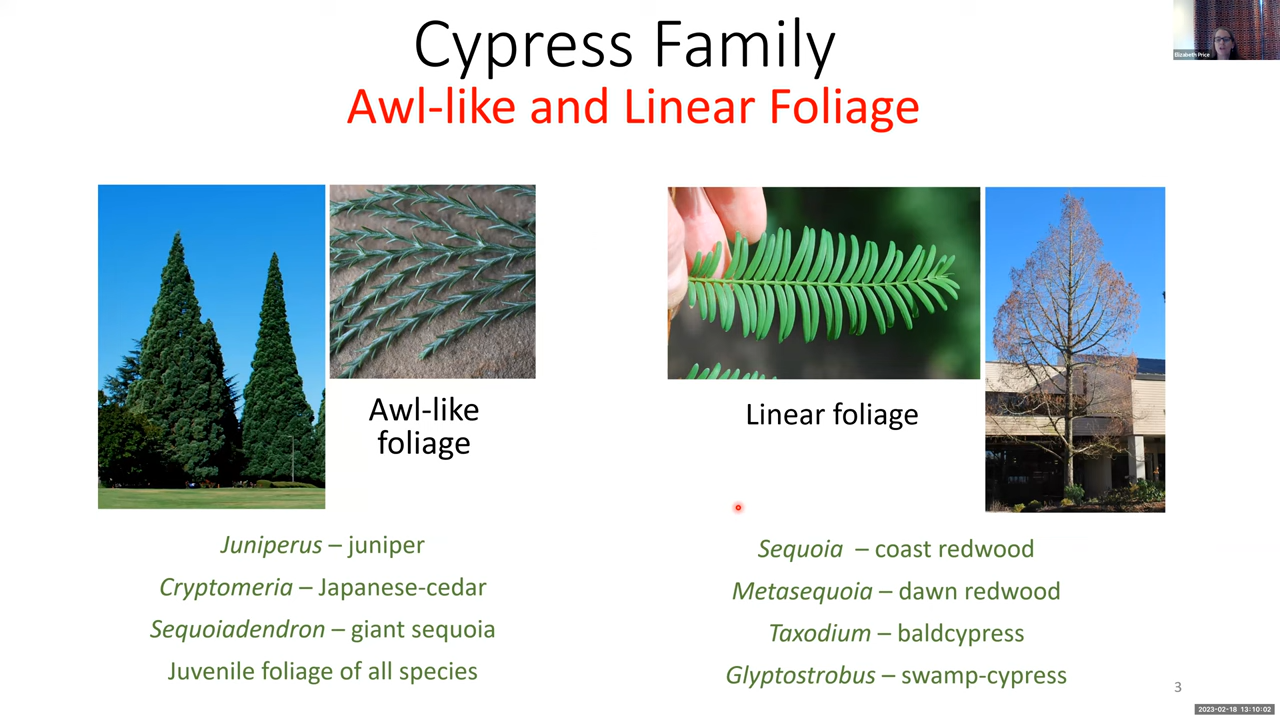 Cypress Family
Awl-like and Linear Foliage
Elizabeth Price
Awl-like
foliage
Linear foliage
Juniperus – juniper
Cryptomeria – Japanese-cedar
Sequoiadendron – giant sequoia
Juvenile foliage of all species
Sequoia – coast redwood
Metasequoia – dawn redwood
Taxodium – baldcypress
Glyptostrobus – swamp-cypress
3
2023-02-18 13:10:02